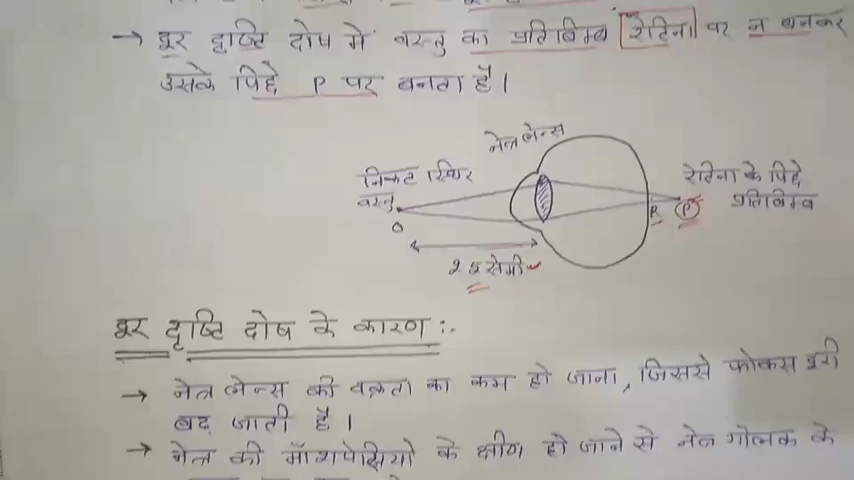 → दूर दृष्टि दोष में वस्तु का प्रतिबिम्ब रेटिना पर न बनकर
उसके पिछे P पर बनता है।
नेत्र लेन्स
निकट स्थिर
वस्तु
O
R
P
रेटिना के पिछे
प्रतिबिम्ब
25 सेमी
दूर दृष्टि दोष के कारण :-
→ नेत्र लेन्स की वक्रता का कम हो जाना, जिससे फोकस दूरी
बढ़ जाती है।
→ नेत्र की माँशपेशियो के क्षीण हो जाने से नेत्र गोलक के